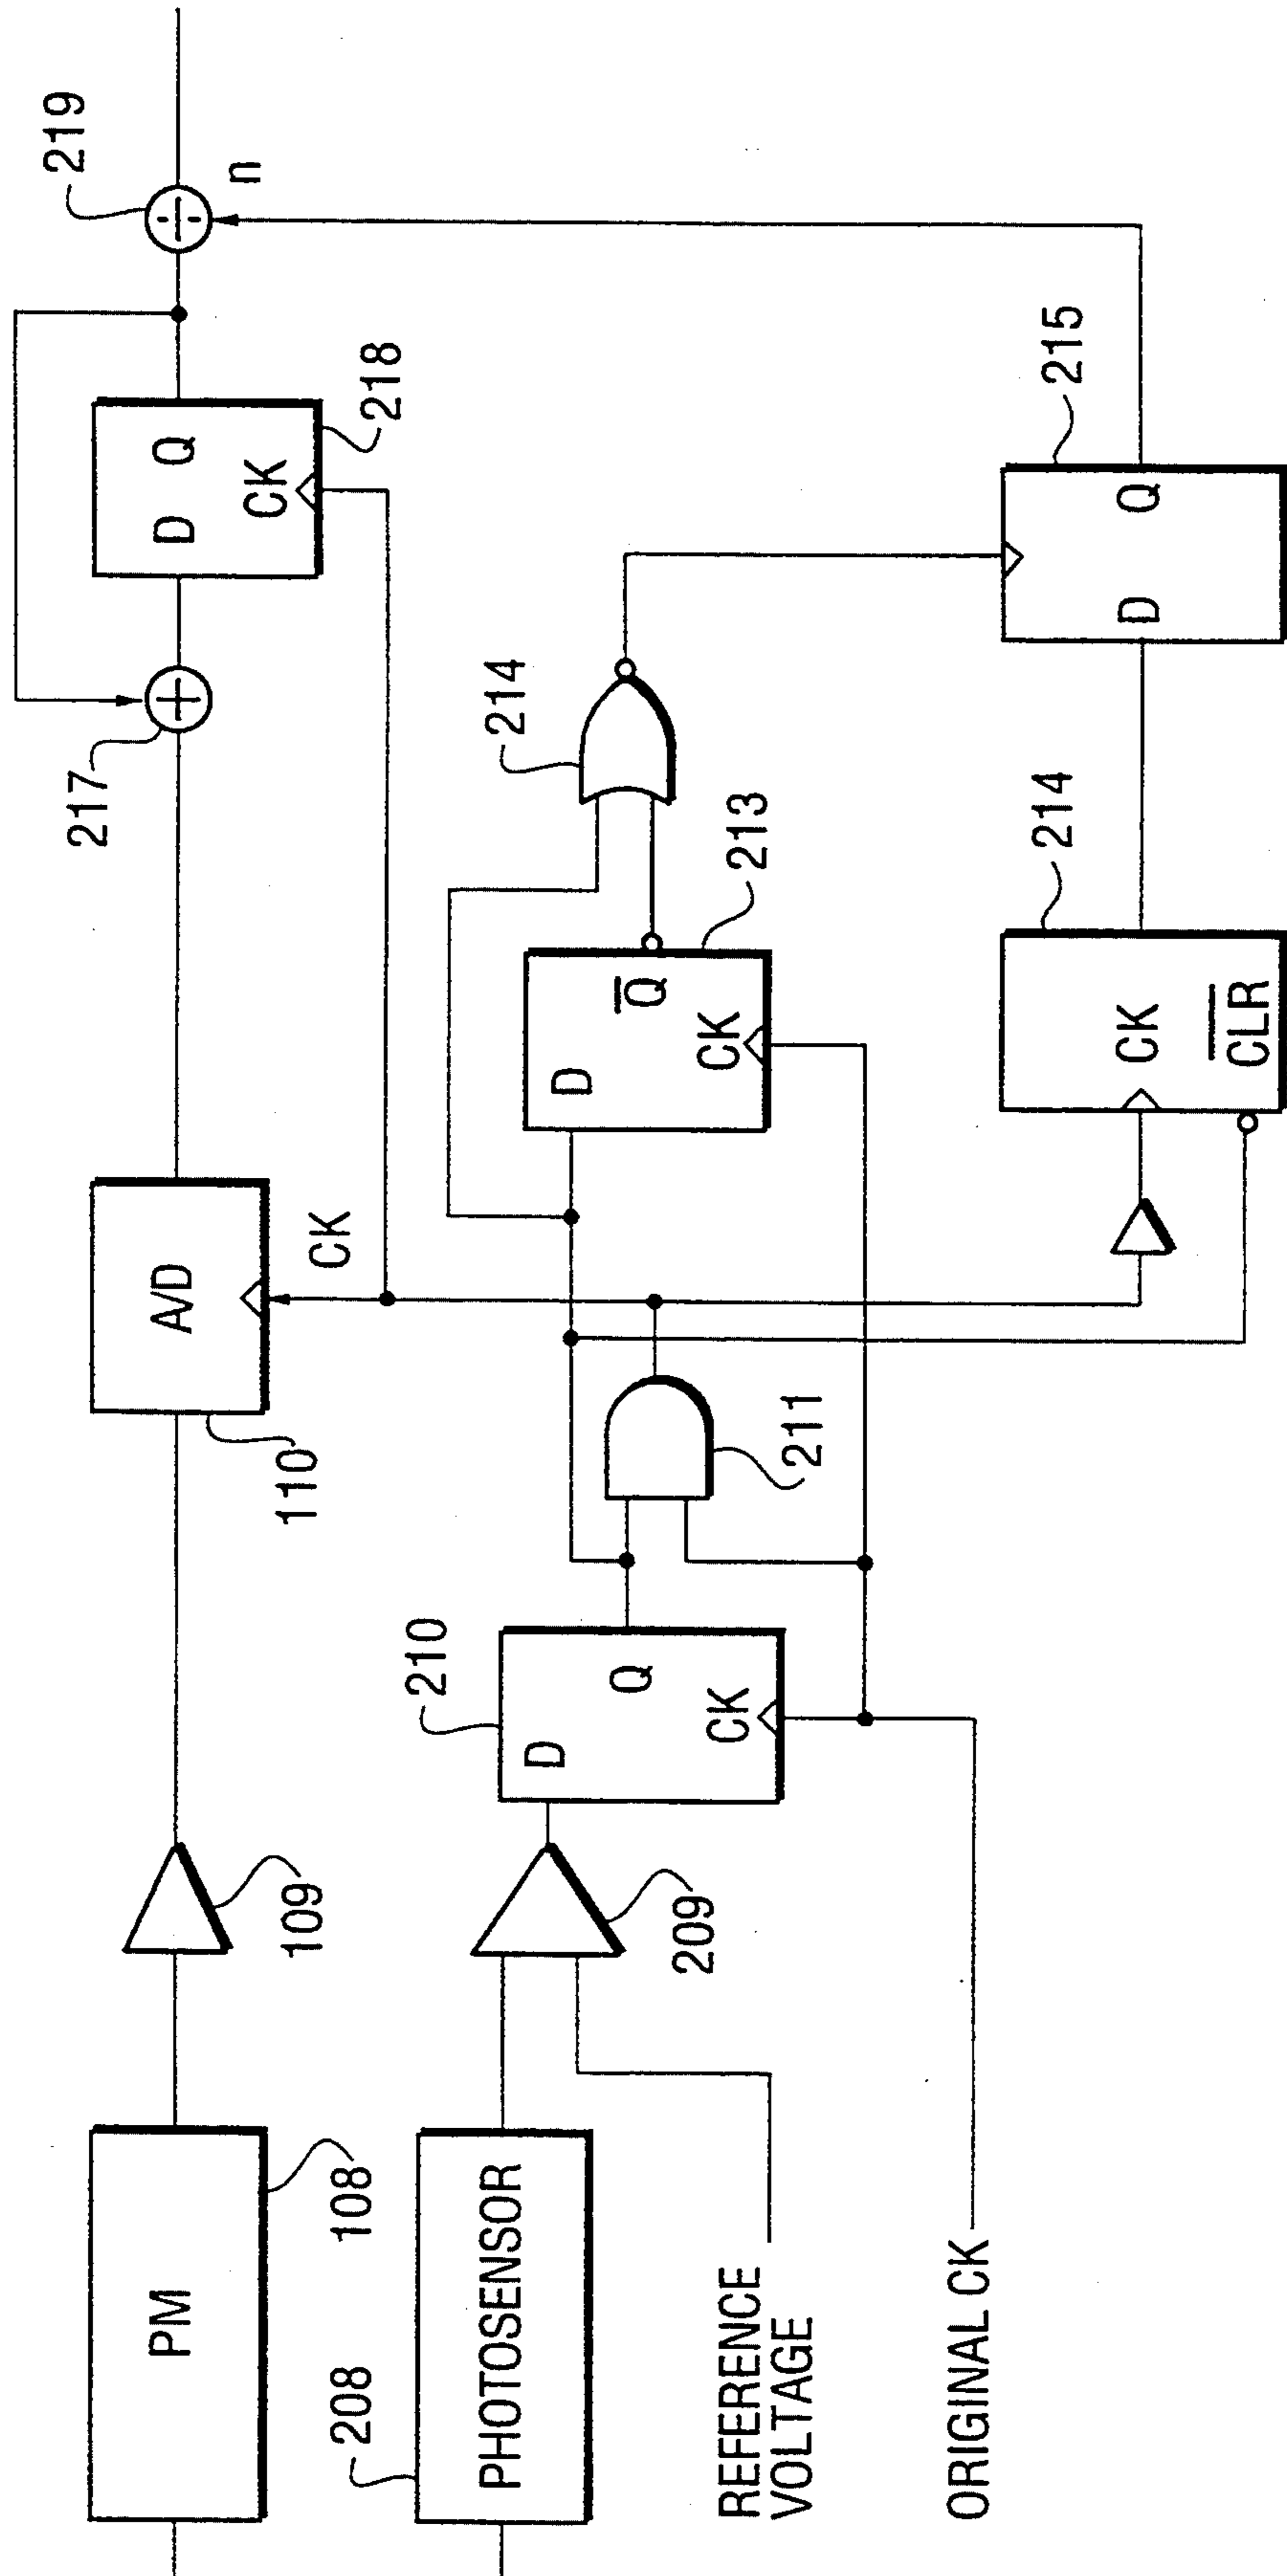 PM
108
109
110
A/D
CK
217
D Q
CK
218
219
n
208
PHOTOSENSOR
209
210
D
Q
CK
211
D
Q
CK
213
214
REFERENCE
VOLTAGE
ORIGINAL CK
CK
CLR
214
D
Q
215